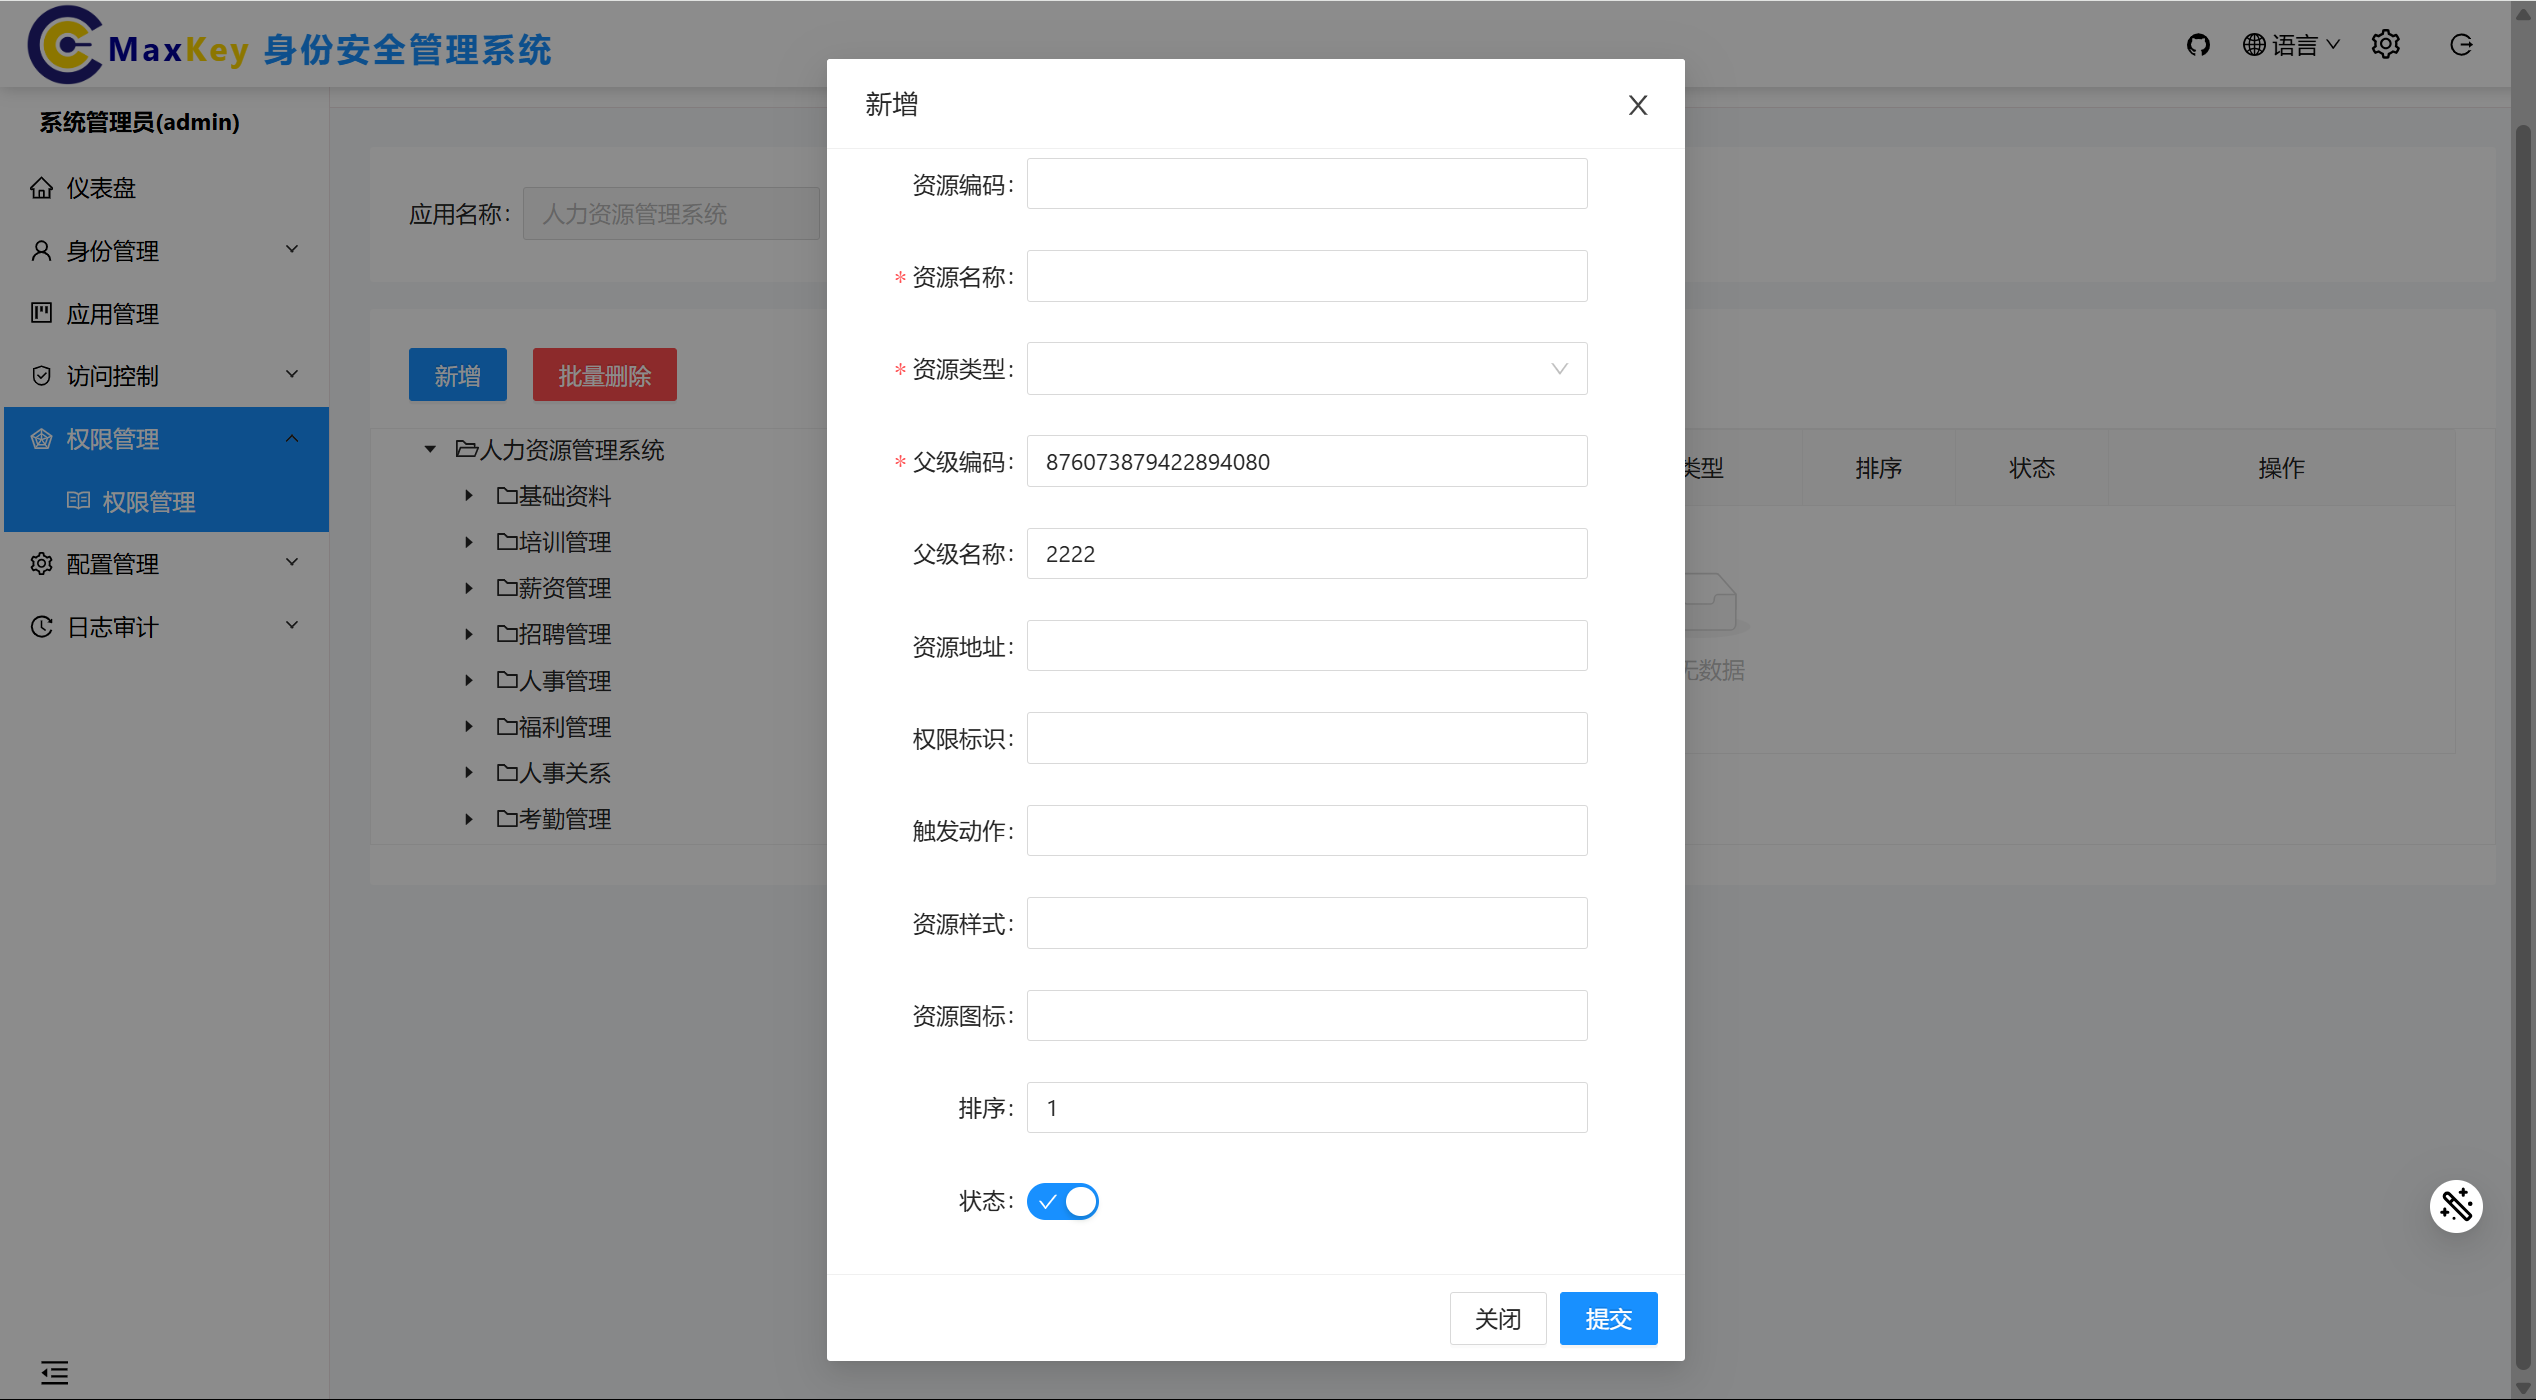 MaxKey 身份安全管理系统
语言
系统管理员(admin)
仪表盘
身份管理
应用管理
访问控制
权限管理
权限管理
配置管理
日志审计
应用名称:
人力资源管理系统
新增
批量删除
人力资源管理系统
基础资料
培训管理
薪资管理
招聘管理
人事管理
福利管理
人事关系
考勤管理
类型
排序
状态
操作
无数据
新增
资源编码:
* 资源名称:
* 资源类型:
* 父级编码: 876073879422894080
父级名称: 2222
资源地址:
权限标识:
触发动作:
资源样式:
资源图标:
排序: 1
状态:
关闭
提交